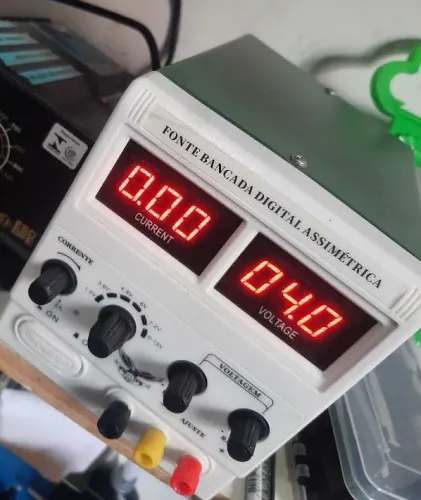 FONTE BANCADA DIGITAL ASSIMÉTRICA
0.00
CURRENT
04.0
VOLTAGE
CORRENTE
ON
VOLTAGEM
AJUSTE